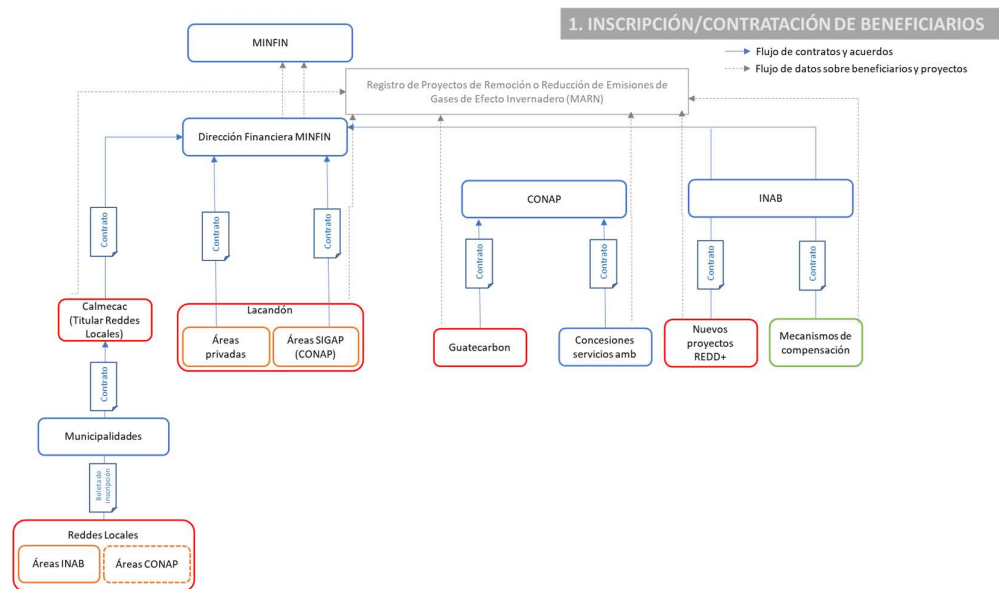 1. INSCRIPCIÓN/CONTRATACIÓN DE BENEFICIARIOS
Flujo de contratos y acuerdos
Flujo de datos sobre beneficiarios y proyectos
MINFIN
Registro de Proyectos de Remoción o Reducción de Emisiones de
Gases de Efecto Invernadero (MARN)
Dirección Financiera MINFIN
CONAP
INAB
Contrato
Contrato
Contrato
Contrato
Contrato
Contrato
Contrato
Calmecac
(Titular Reddes
Locales)
Lacandón
Áreas
privadas
Áreas SIGAP
(CONAP)
Guatecarbon
Concesiones
servicios amb
Nuevos
proyectos
REDD+
Mecanismos de
compensación
Contrato
Municipalidades
Boleta de
inscripción
Reddes Locales
Áreas INAB
Áreas CONAP